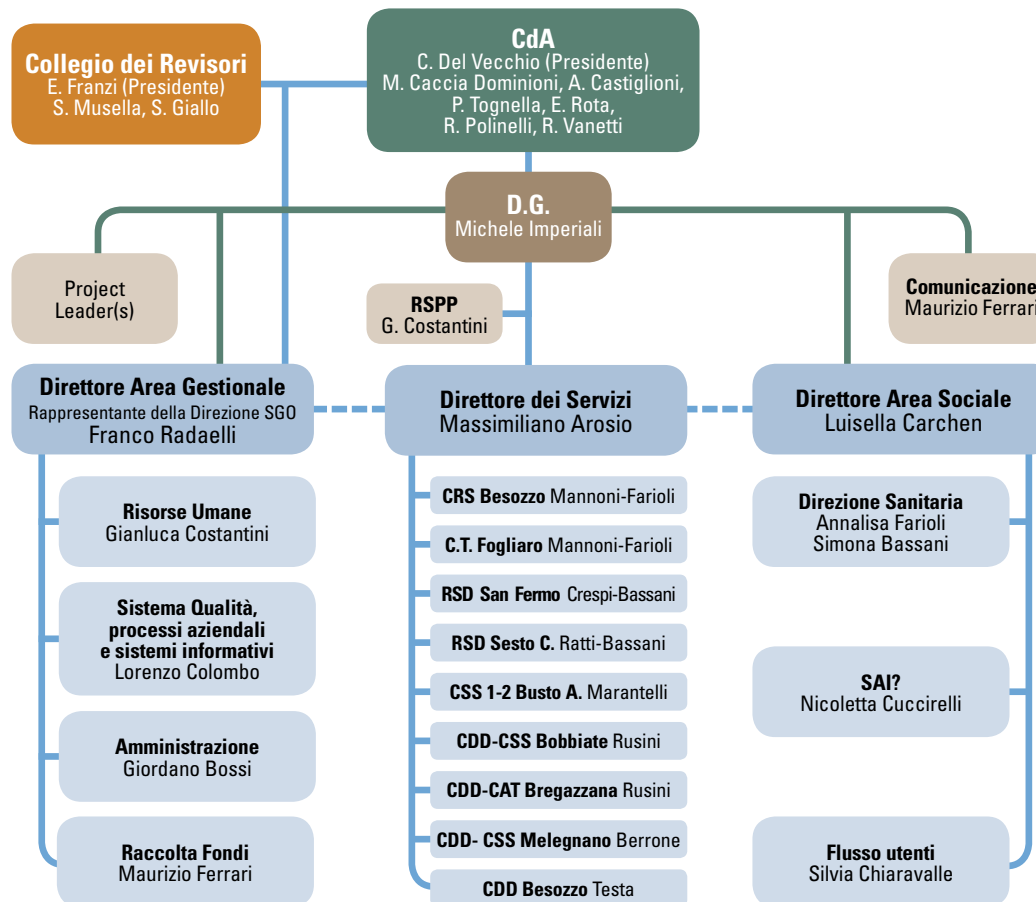 Collegio dei Revisori
E. Franzi (Presidente)
S. Musella, S. Giallo
CdA
C. Del Vecchio (Presidente)
M. Caccia Dominioni, A. Castiglioni,
P. Tognella, E. Rota,
R. Polinelli, R. Vanetti
D.G.
Michele Imperiali
Project
Leader(s)
RSPP
G. Costantini
Comunicazione
Maurizio Ferrari
Direttore Area Gestionale
Rappresentante della Direzione SGQ
Franco Radaelli
Direttore dei Servizi
Massimiliano Arosio
Direttore Area Sociale
Luisella Carchen
Risorse Umane
Gianluca Costantini
Sistema Qualità,
processi aziendali
e sistemi informativi
Lorenzo Colombo
Amministrazione
Giordano Bossi
Raccolta Fondi
Maurizio Ferrari
CRS Besozzo Mannoni-Farioli
C.T. Fogliaro Mannoni-Farioli
RSD San Fermo Crespi-Bassani
RSD Sesto C. Ratti-Bassani
CSS 1-2 Busto A. Marantelli
CDD-CSS Bobbiate Rusini
CDD-CAT Bregazzana Rusini
CDD- CSS Melegnano Berrone
CDD Besozzo Testa
Direzione Sanitaria
Annalisa Farioli
Simona Bassani
SAI?
Nicoletta Cuccirelli
Flusso utenti
Silvia Chiaravalle